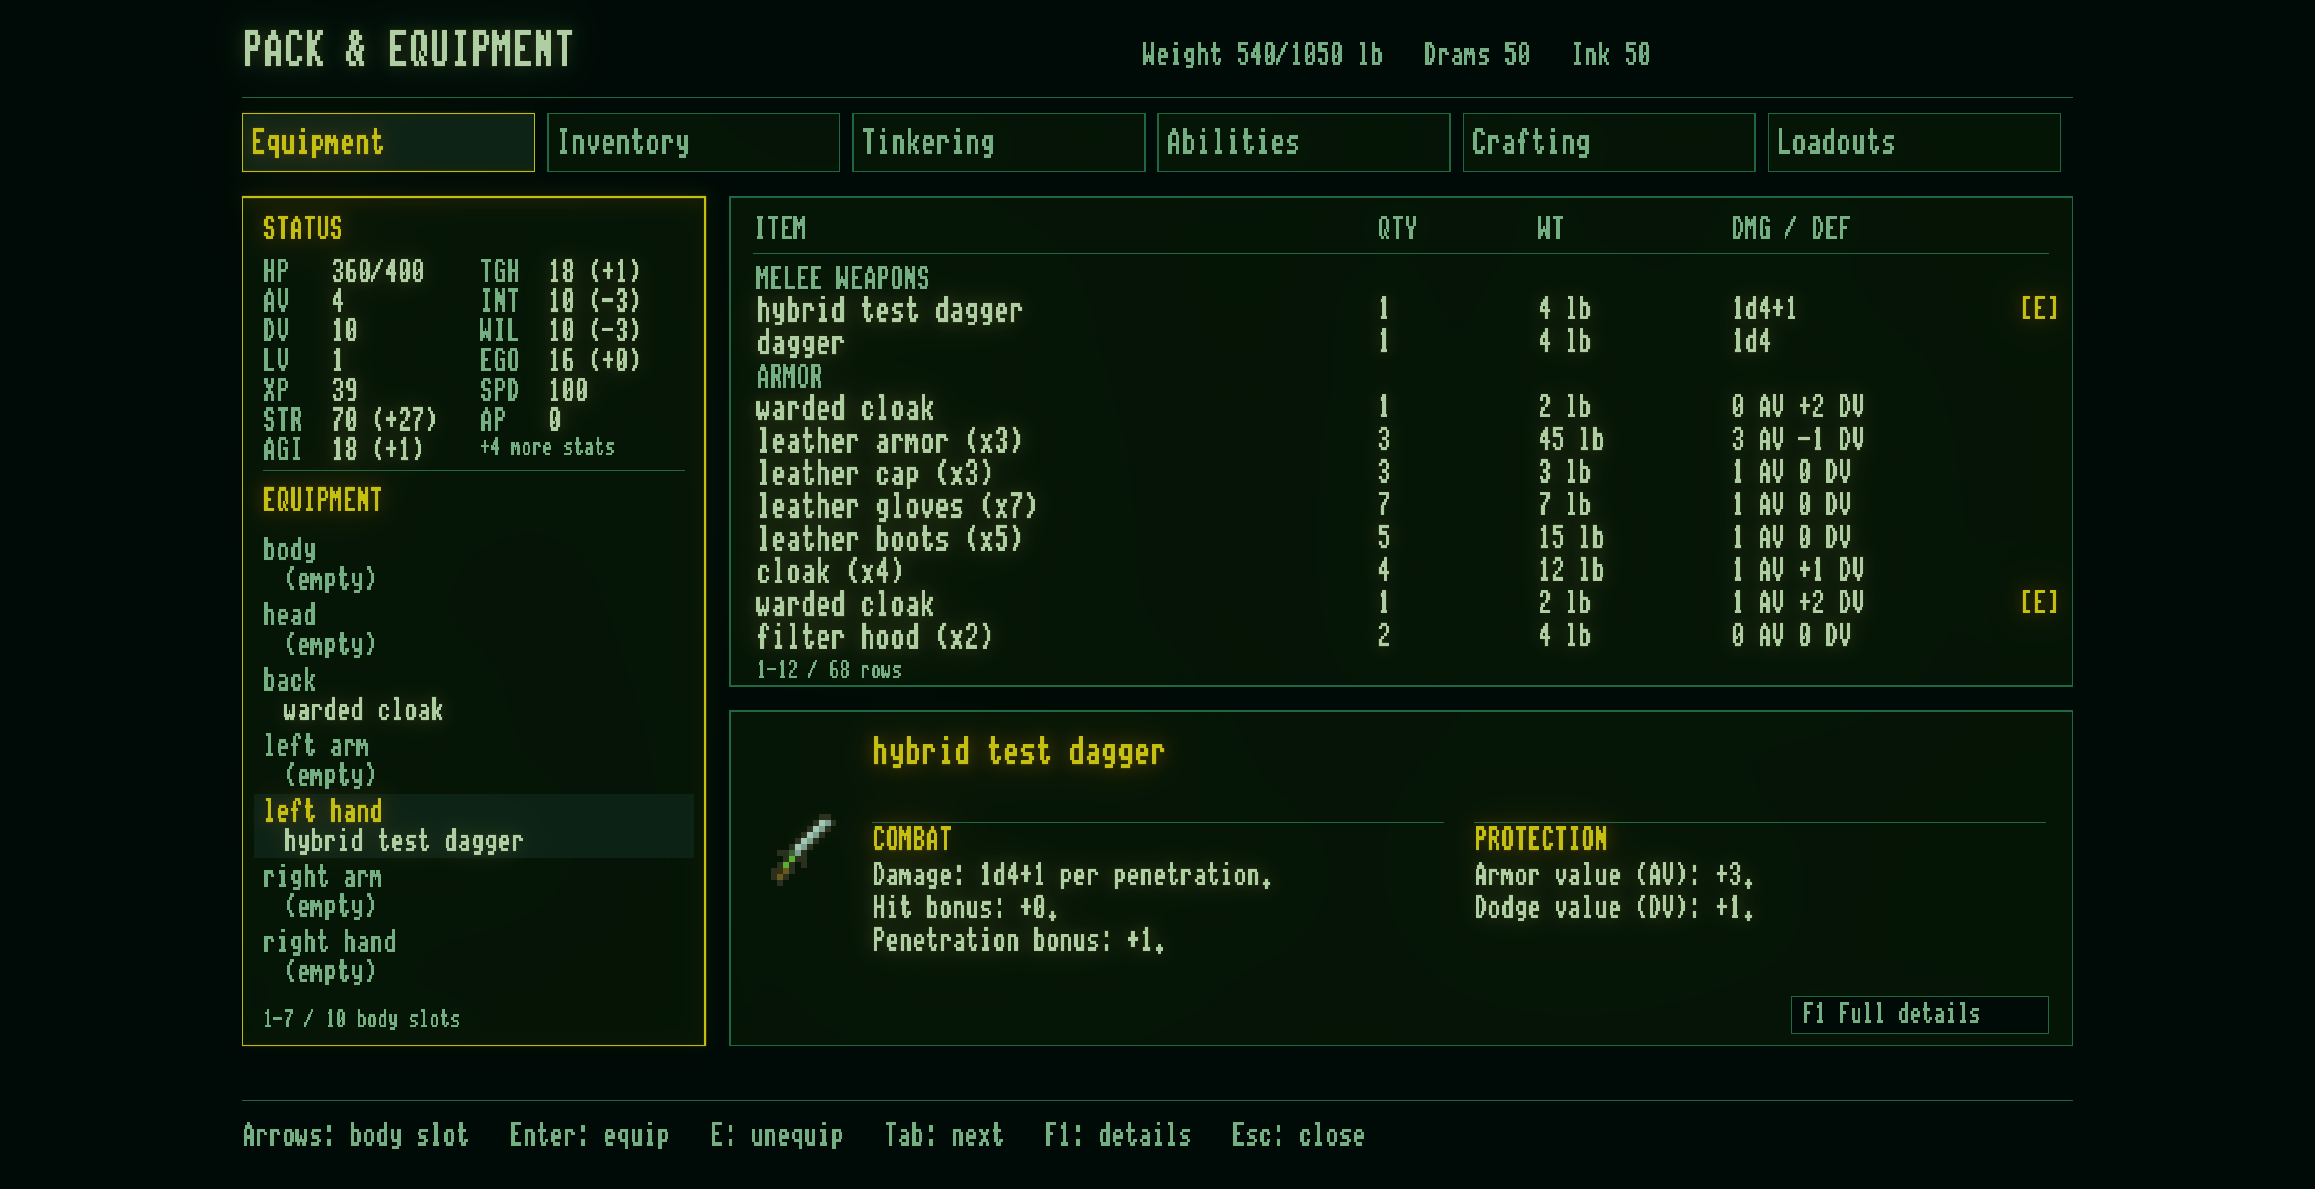 PACK & EQUIPMENT
Weight 540/1050 lb Drams 50 Ink 50
Equipment Inventory Tinkering Abilities Crafting Loadouts
STATUS
HP 360/400 TGH 18 (+1)
AV 4 INT 10 (-3)
DV 10 WIL 10 (-3)
LV 1 EGO 16 (+0)
XP 39 SPD 100
STR 70 (+27) AP 0
AGI 18 (+1) +4 more stats
EQUIPMENT
body
(empty)
head
(empty)
back
warded cloak
left arm
(empty)
left hand
hybrid test dagger
right arm
(empty)
right hand
(empty)
1-7 / 10 body slots
ITEM QTY WT DMG / DEF
MELEE WEAPONS
hybrid test dagger 1 4 lb 1d4+1 [E]
dagger 1 4 lb 1d4
ARMOR
warded cloak 1 2 lb 0 AV +2 DV
leather armor (x3) 3 45 lb 3 AV -1 DV
leather cap (x3) 3 3 lb 1 AV 0 DV
leather gloves (x7) 7 7 lb 1 AV 0 DV
leather boots (x5) 5 15 lb 1 AV 0 DV
cloak (x4) 4 12 lb 1 AV +1 DV
warded cloak 1 2 lb 1 AV +2 DV [E]
filter hood (x2) 2 4 lb 0 AV 0 DV
1-12 / 68 rows
hybrid test dagger
COMBAT
Damage: 1d4+1 per penetration.
Hit bonus: +0.
Penetration bonus: +1.
PROTECTION
Armor value (AV): +3.
Dodge value (DV): +1.
F1 Full details
Arrows: body slot Enter: equip E: unequip Tab: next F1: details Esc: close